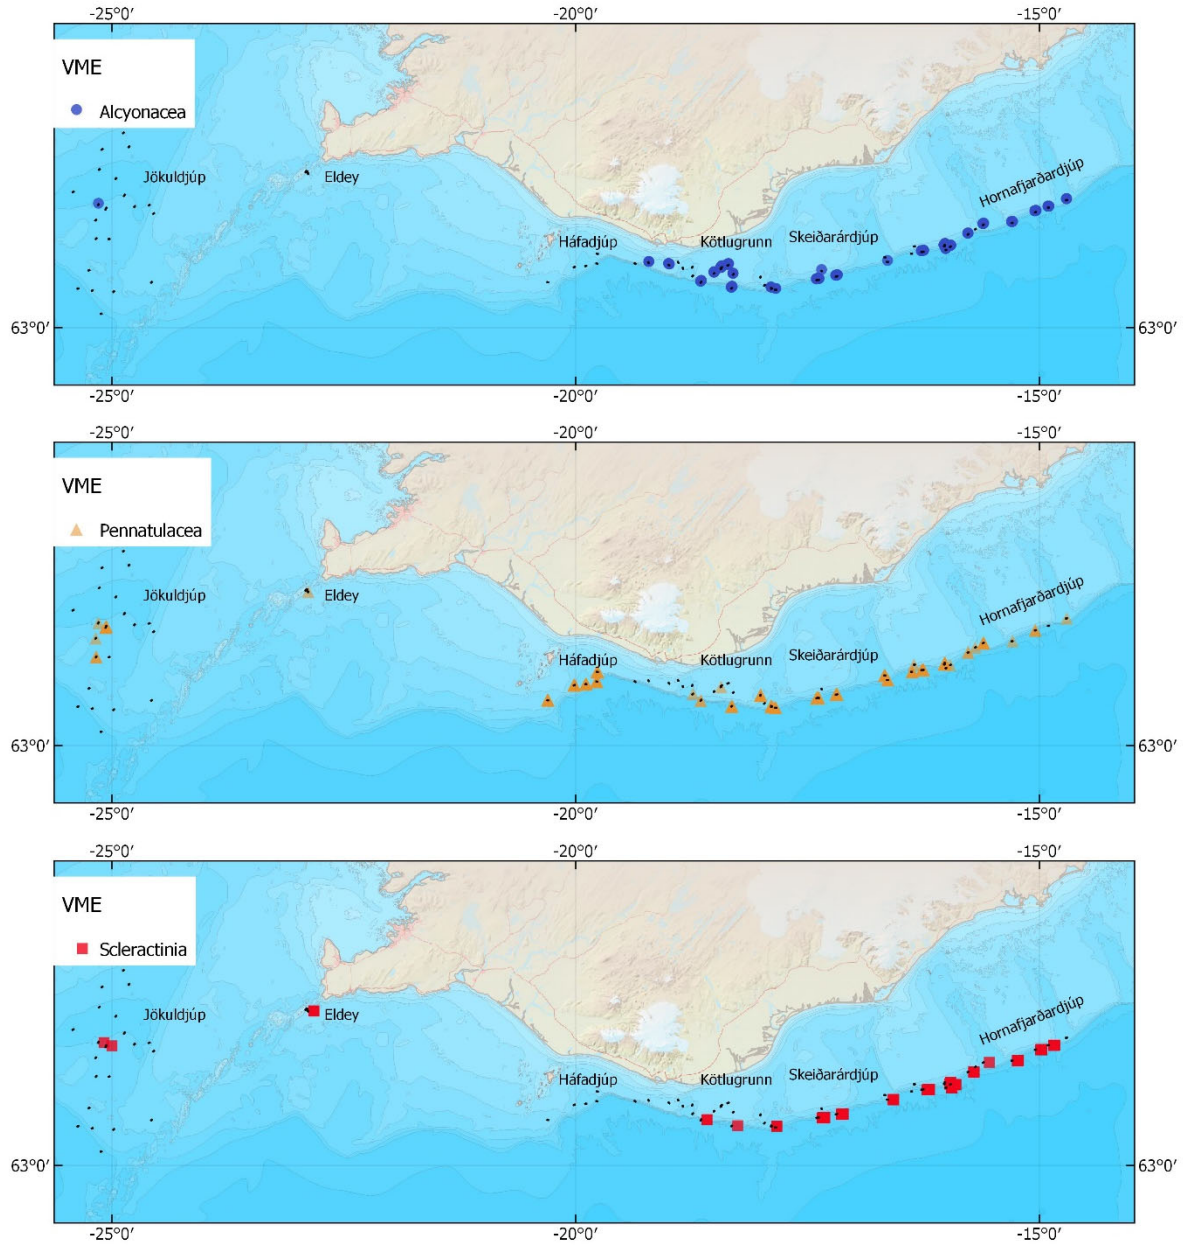 -25°0′ -20°0′ -15°0′
VME
Alcyonacea
Jökuldjúp Eldey Hornafjarðardjúp
Háfadjúp Kötlugrunn Skeiðarárdjúp
63°0′ 63°0′
-25°0′ -20°0′ -15°0′
-25°0′ -20°0′ -15°0′
VME
Pennatulacea
Jökuldjúp Eldey Hornafjarðardjúp
Háfadjúp Kötlugrunn Skeiðarárdjúp
63°0′ 63°0′
-25°0′ -20°0′ -15°0′
-25°0′ -20°0′ -15°0′
VME
Scleractinia
Jökuldjúp Eldey Hornafjarðardjúp
Háfadjúp Kötlugrunn Skeiðarárdjúp
63°0′ 63°0′
-25°0′ -20°0′ -15°0′